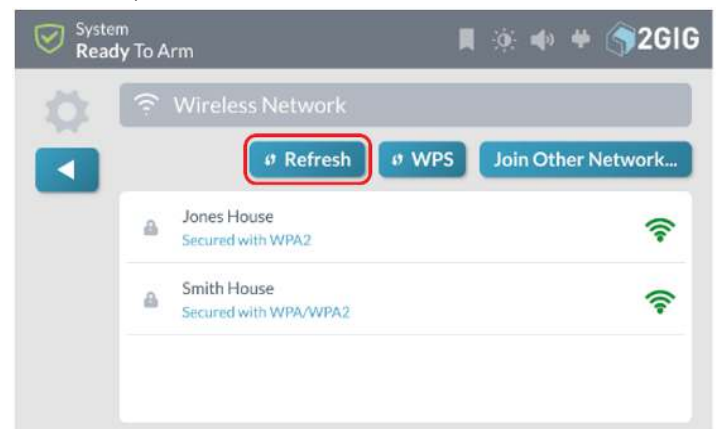 System
Ready To Arm
2GIG
Wireless Network
Refresh
WPS
Join Other Network...
Jones House
Secured with WPA2
Smith House
Secured with WPA/WPA2